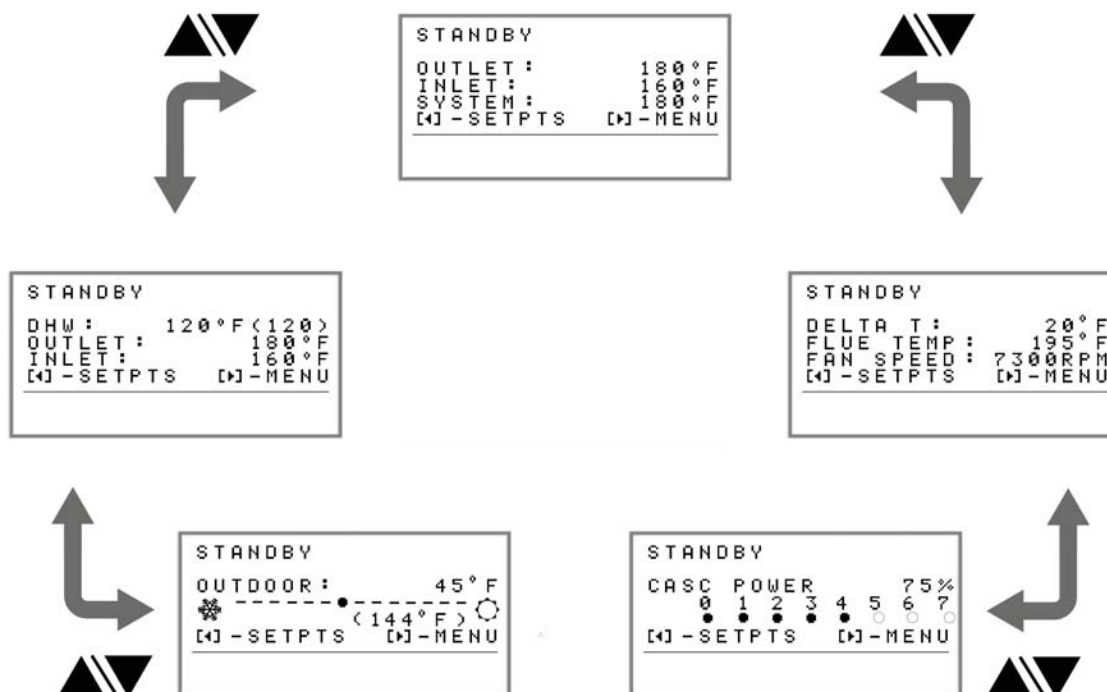 STANDBY
OUTLET: 180°F
INLET: 160°F
SYSTEM: 180°F
[◂]-SETPTS [▸]-MENU
STANDBY
DHW: 120°F(120)
OUTLET: 180°F
INLET: 160°F
[◂]-SETPTS [▸]-MENU
STANDBY
DELTA T: 20°F
FLUE TEMP: 195°F
FAN SPEED: 7300RPM
[◂]-SETPTS [▸]-MENU
STANDBY
OUTDOOR: 45°F
(144°F)
[◂]-SETPTS [▸]-MENU
STANDBY
CASC POWER 75%
0 1 2 3 4 5 6 7
[◂]-SETPTS [▸]-MENU